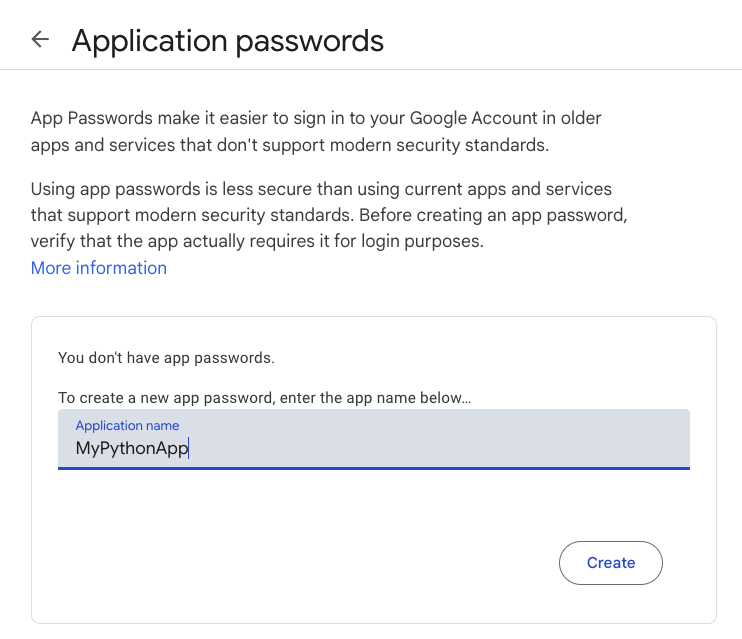 Application passwords
App Passwords make it easier to sign in to your Google Account in older
apps and services that don't support modern security standards.
Using app passwords is less secure than using current apps and services
that support modern security standards. Before creating an app password,
verify that the app actually requires it for login purposes.
More information
You don't have app passwords.
To create a new app password, enter the app name below...
Application name
MyPythonApp
Create